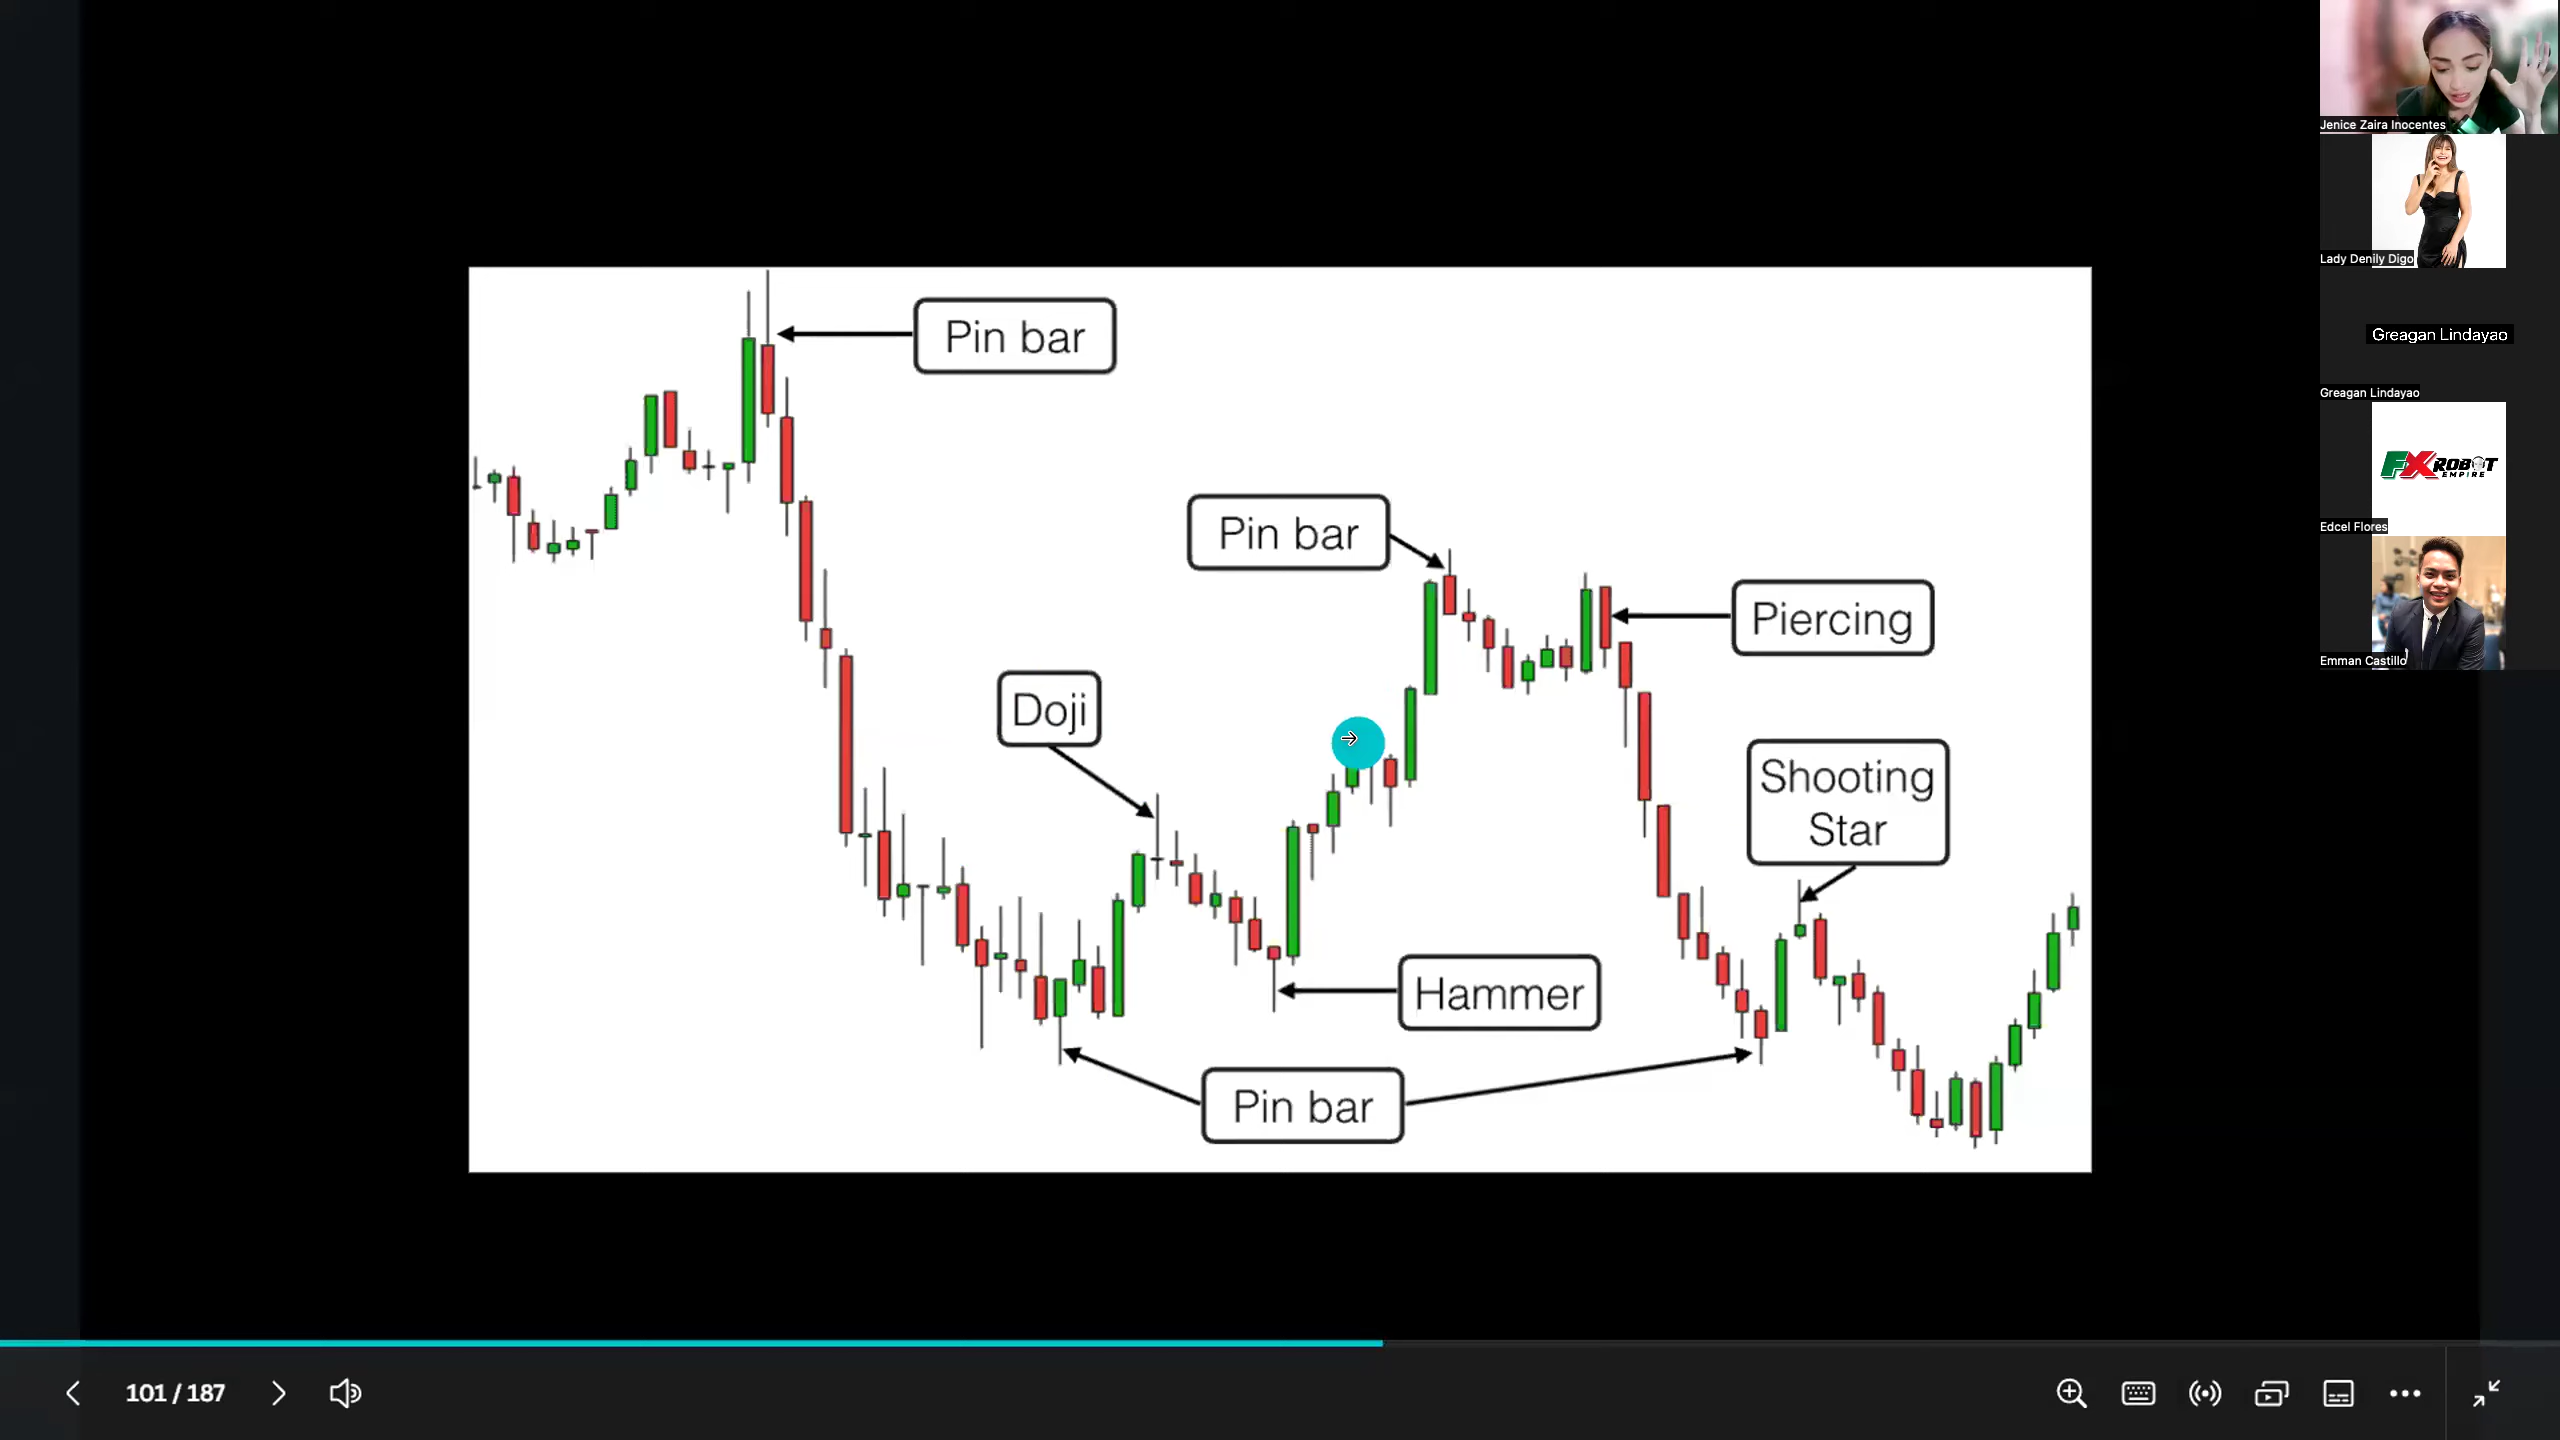 Pin bar
Pin bar
Piercing
Doji
Shooting
Star
Hammer
Pin bar
Jenice Zaira Inocentes
Lady Denily Digo
Greagan Lindayao
Greagan Lindayao
FX ROBOT
EMPIRE
Edcel Flores
Emman Castillo
101 / 187